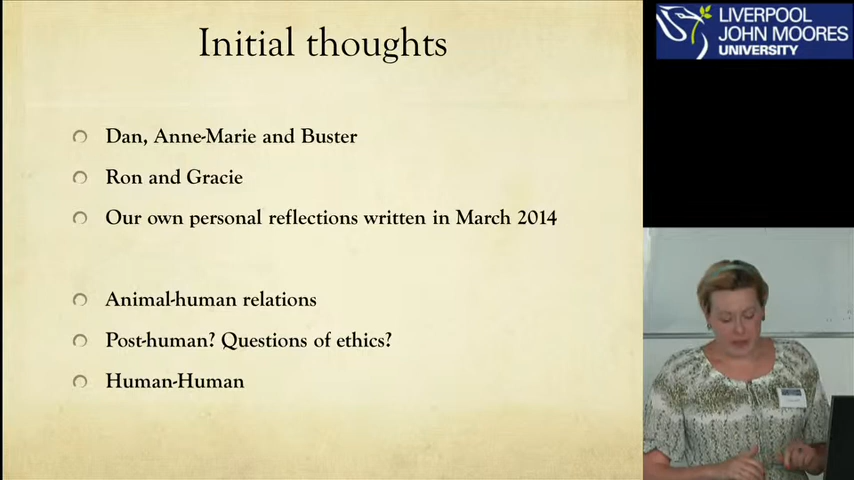 Initial thoughts
Dan, Anne-Marie and Buster
Ron and Gracie
Our own personal reflections written in March 2014
Animal-human relations
Post-human? Questions of ethics?
Human-Human
LIVERPOOL
JOHN MOORES
UNIVERSITY